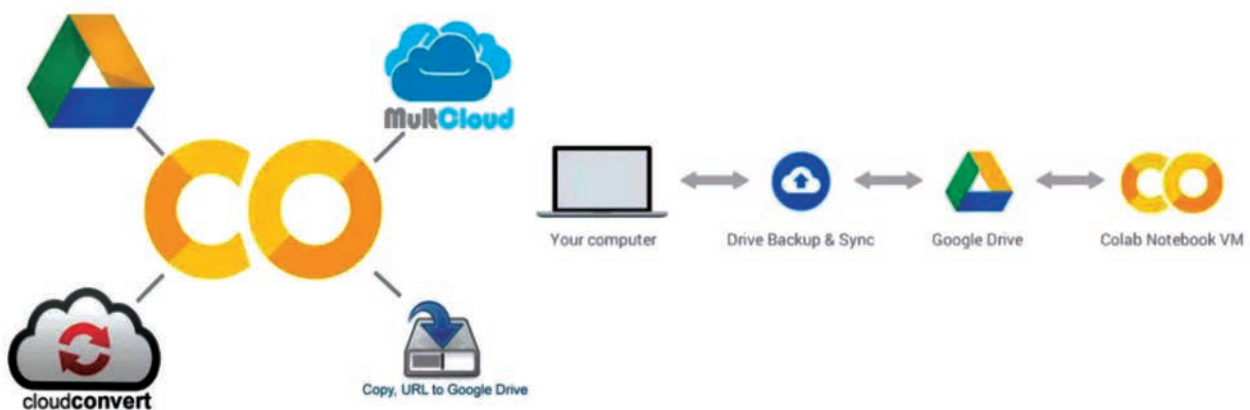 MultCloud
cloudconvert
Copy, URL to Google Drive
Your computer
Drive Backup & Sync
Google Drive
Colab Notebook VM